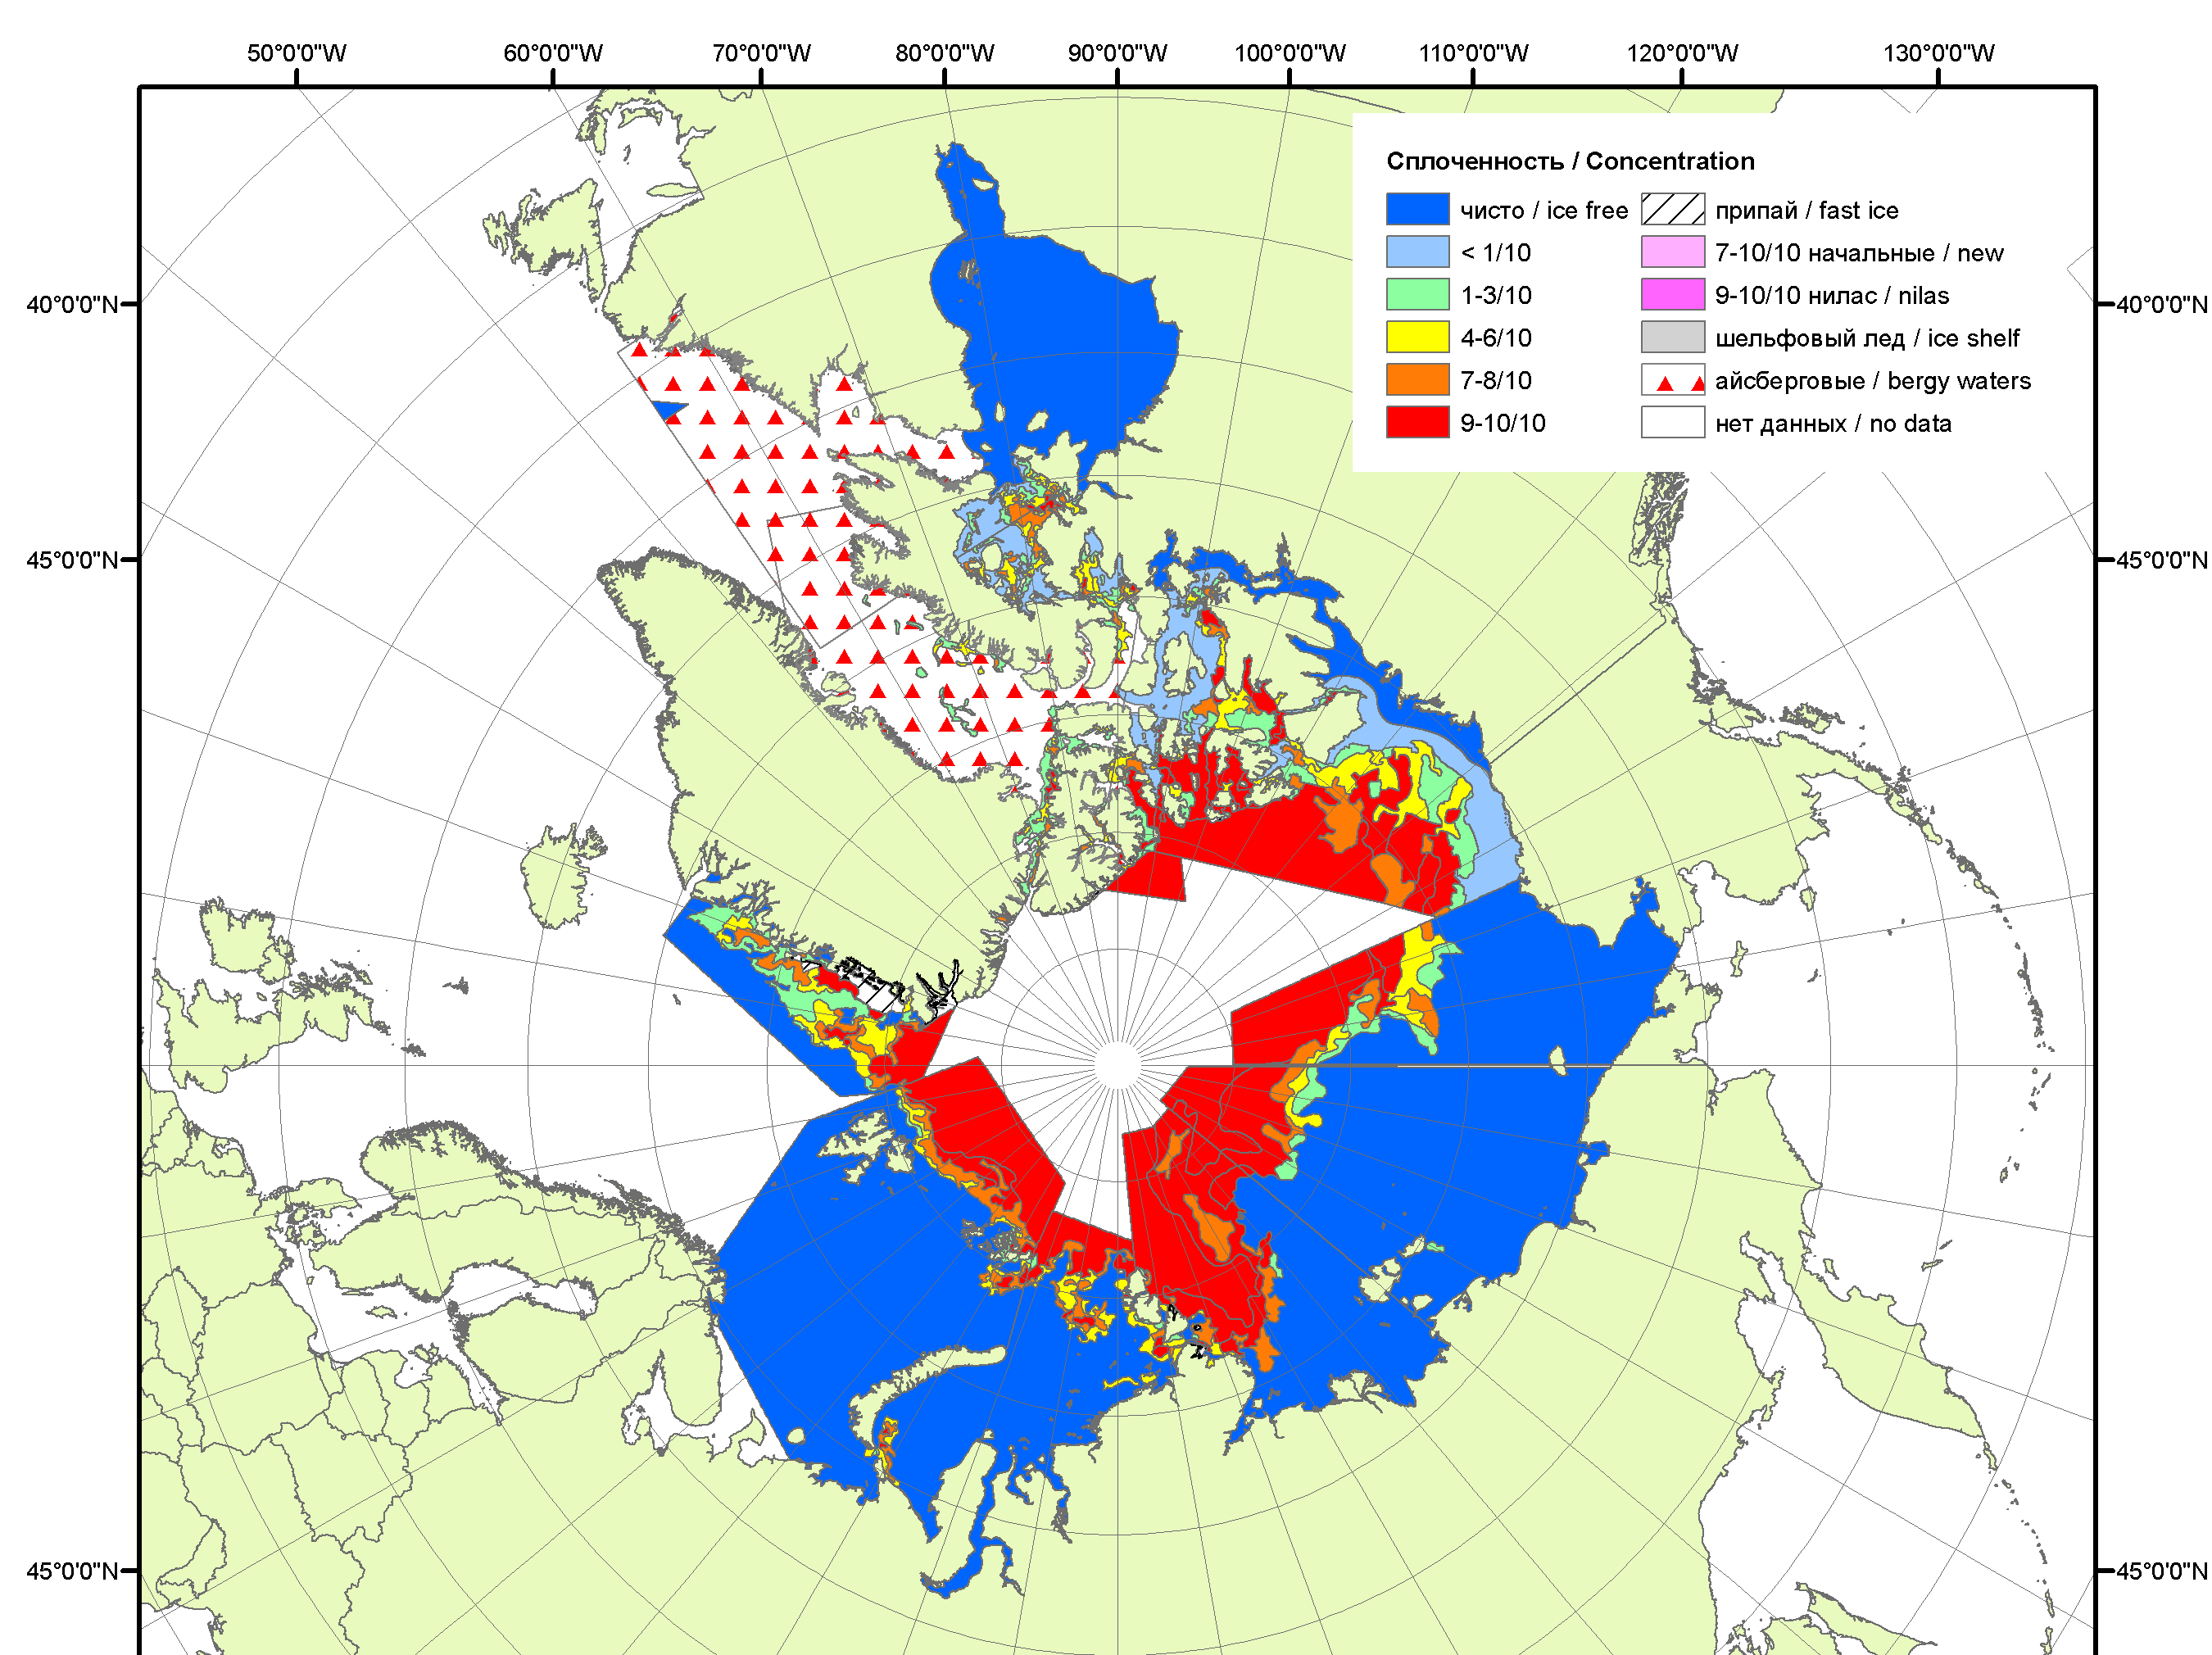 50°0'0"W 60°0'0"W 70°0'0"W 80°0'0"W 90°0'0"W 100°0'0"W 110°0'0"W 120°0'0"W 130°0'0"W
Сплоченность / Concentration
чисто / ice free
< 1/10
1-3/10
4-6/10
7-8/10
9-10/10
припай / fast ice
7-10/10 начальные / new
9-10/10 нилас / nilas
шельфовый лед / ice shelf
айсберговые / bergy waters
нет данных / no data
40°0'0"N 40°0'0"N
45°0'0"N 45°0'0"N
45°0'0"N 45°0'0"N